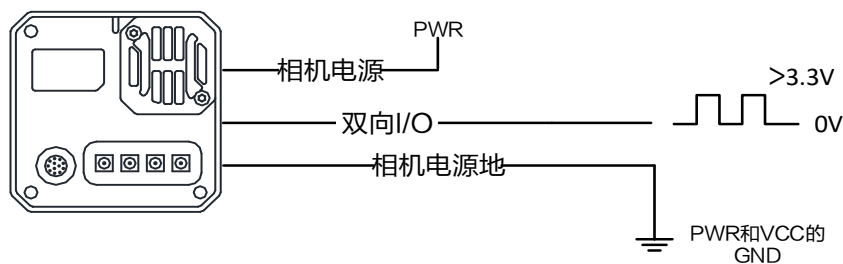 PWR
相机电源
>3.3V
双向I/O
0V
相机电源地
PWR和VCC的
GND